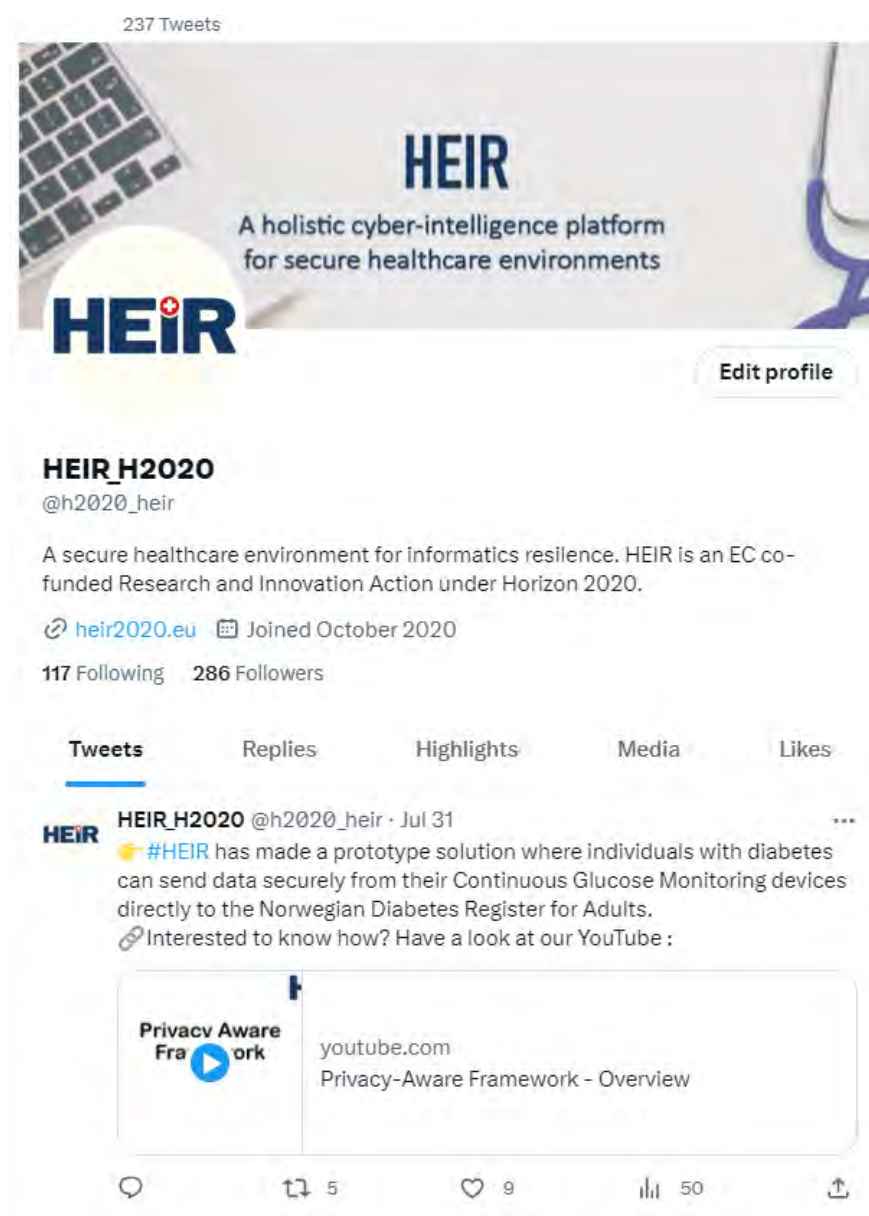 237 Tweets
HEIR
A holistic cyber-intelligence platform
for secure healthcare environments
HEiR
Edit profile
HEIR_H2020
@h2020_heir
A secure healthcare environment for informatics resilence. HEIR is an EC co-
funded Research and Innovation Action under Horizon 2020.
heir2020.eu Joined October 2020
117 Following 286 Followers
Tweets Replies Highlights Media Likes
HEiR
HEIR_H2020 @h2020_heir · Jul 31
👉#HEIR has made a prototype solution where individuals with diabetes
can send data securely from their Continuous Glucose Monitoring devices
directly to the Norwegian Diabetes Register for Adults.
🔗Interested to know how? Have a look at our YouTube :
Privacy Aware
Fra ork
youtube.com
Privacy-Aware Framework - Overview
5 9 50